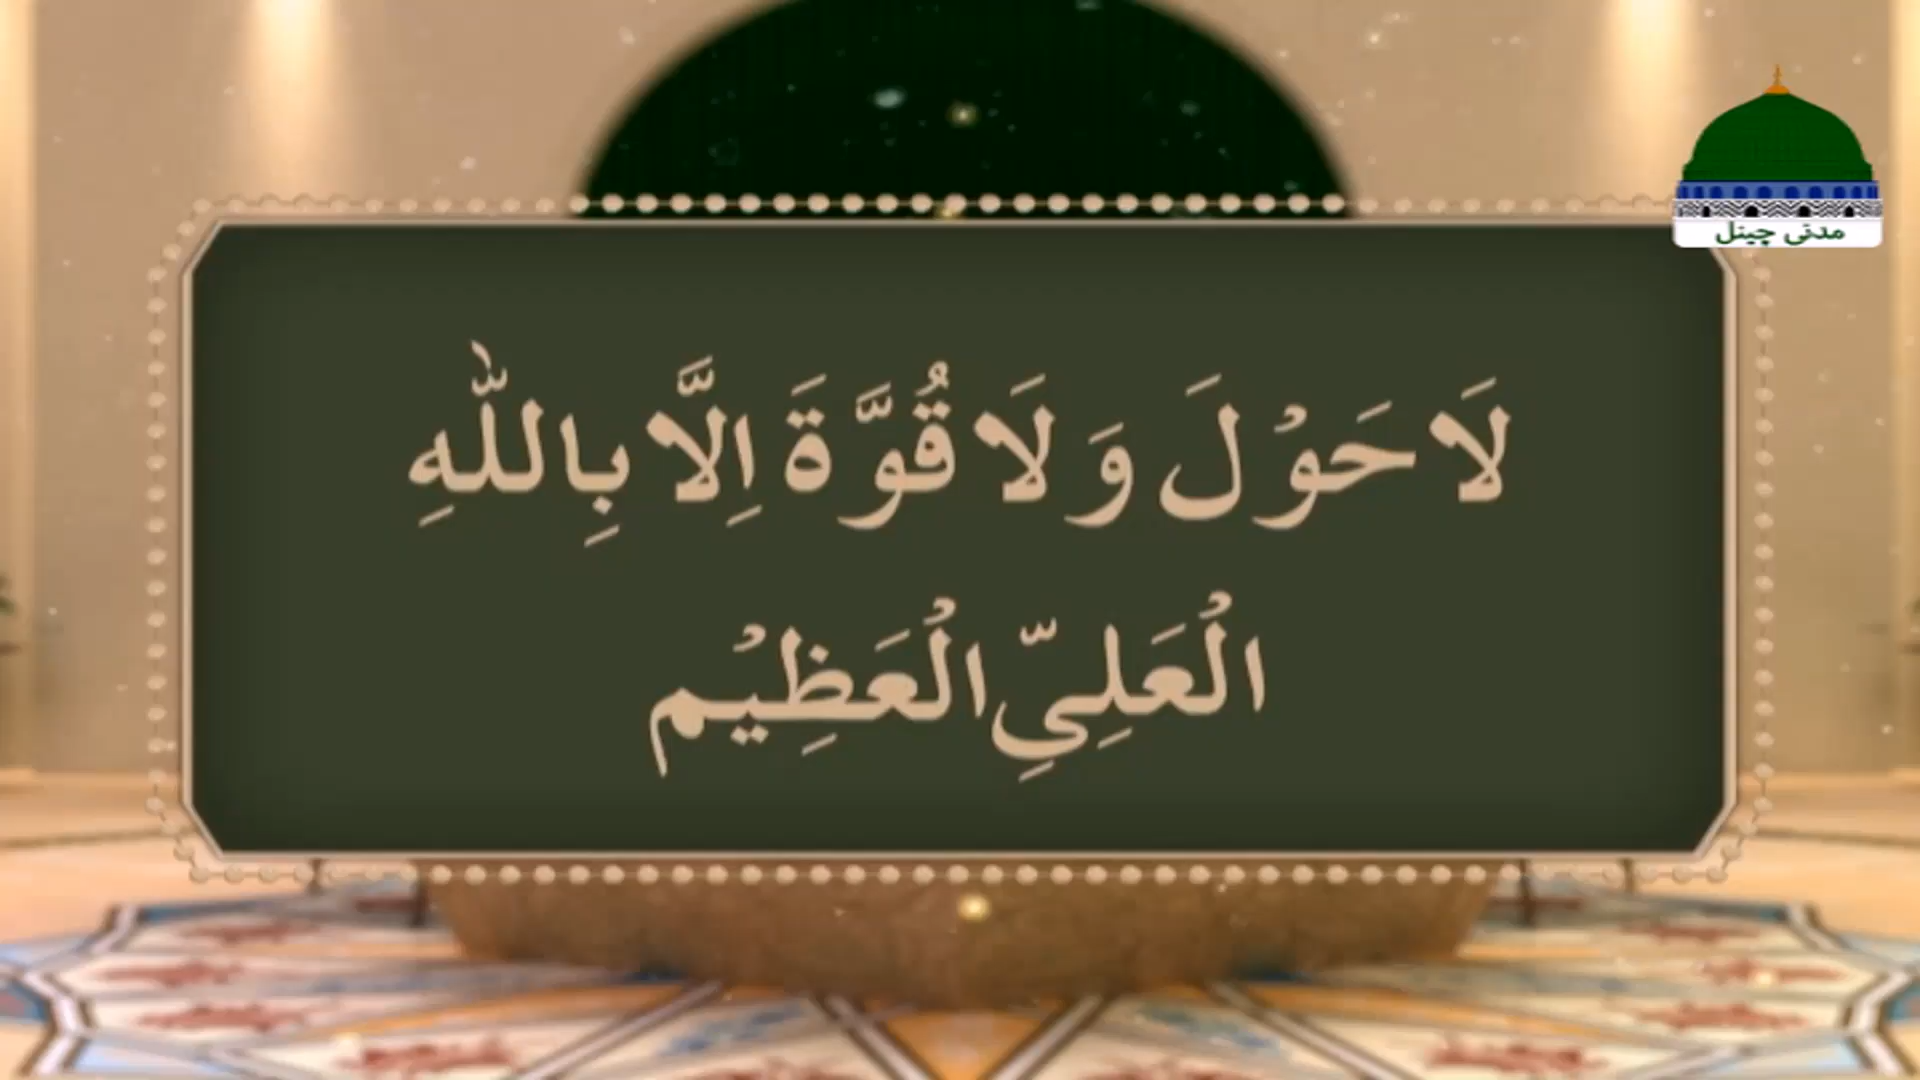 مدنی چینل
لَا حَوْلَ وَلَا قُوَّةَ اِلَّا بِاللّٰهِ
الْعَلِیِّ الْعَظِیْم